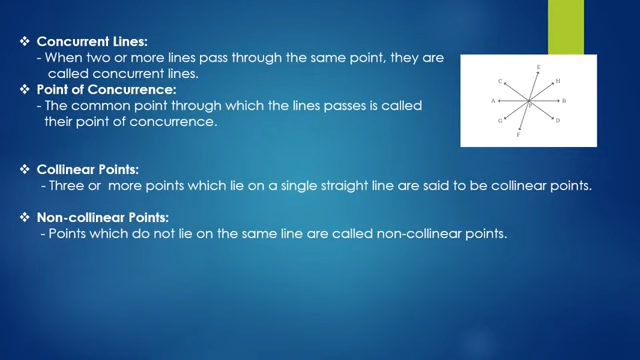 ❖ Concurrent Lines:
- When two or more lines pass through the same point, they are
called concurrent lines.
❖ Point of Concurrence:
- The common point through which the lines passes is called
their point of concurrence.
E
C
H
A
B
P
G
D
F
❖ Collinear Points:
- Three or more points which lie on a single straight line are said to be collinear points.
❖ Non-collinear Points:
- Points which do not lie on the same line are called non-collinear points.